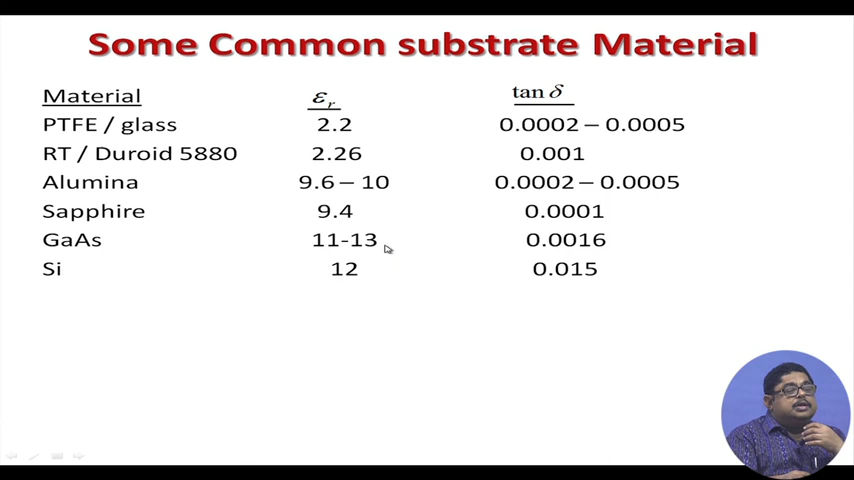 Some Common substrate Material
Material εr tan δ
PTFE / glass 2.2 0.0002 – 0.0005
RT / Duroid 5880 2.26 0.001
Alumina 9.6 – 10 0.0002 – 0.0005
Sapphire 9.4 0.0001
GaAs 11-13 0.0016
Si 12 0.015